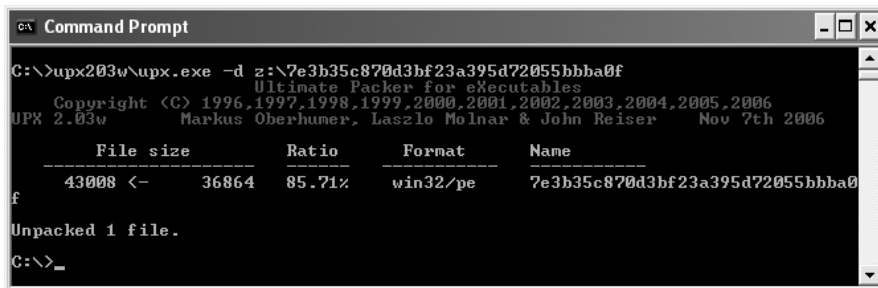 Command Prompt
C:\>upx203w\upx.exe -d z:\7e3b35c870d3bf23a395d72055bbba0f
Ultimate Packer for eXecutables
Copyright (C) 1996,1997,1998,1999,2000,2001,2002,2003,2004,2005,2006
UPX 2.03w Markus Oberhumer, Laszlo Molnar & John Reiser Nov 7th 2006
File size Ratio Format Name
-------------------- ------ ----------- -----------
43008 <- 36864 85.71% win32/pe 7e3b35c870d3bf23a395d72055bbba0
f
Unpacked 1 file.
C:\>_